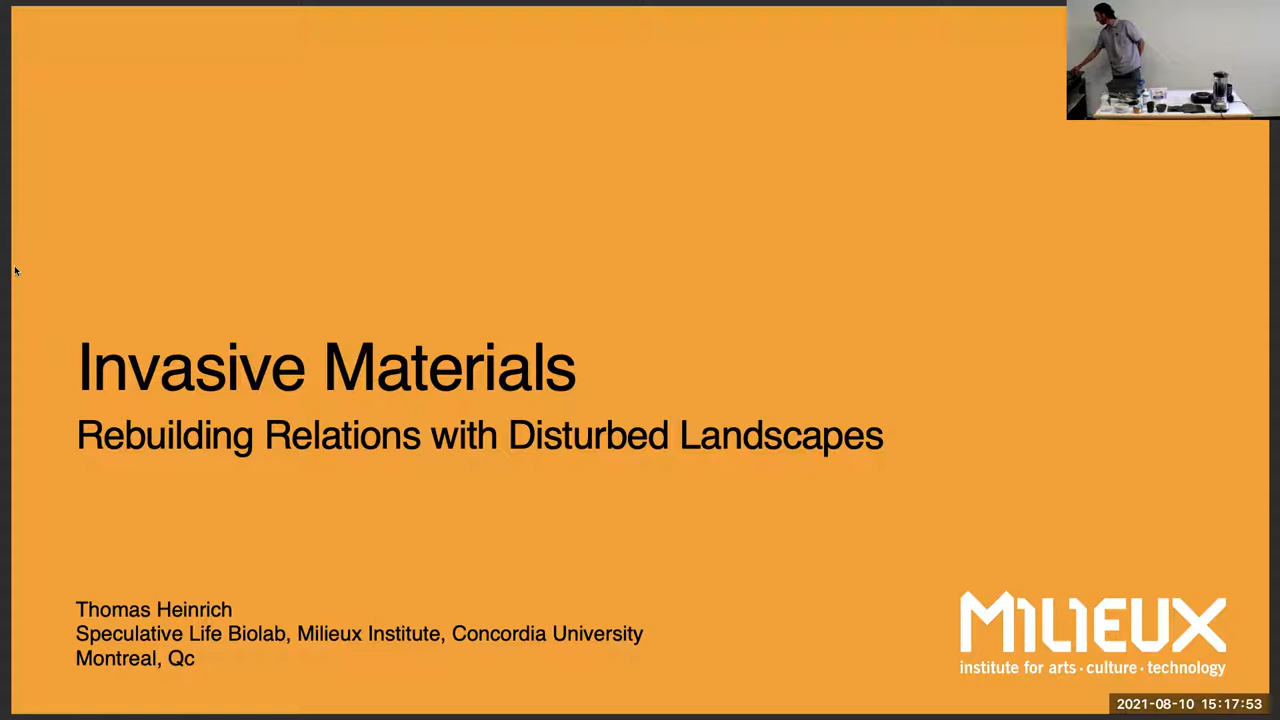 Invasive Materials
Rebuilding Relations with Disturbed Landscapes
Thomas Heinrich
Speculative Life Biolab, Milieux Institute, Concordia University
Montreal, Qc
MILIEUX
institute for arts · culture · technology
2021-08-10 15:17:53